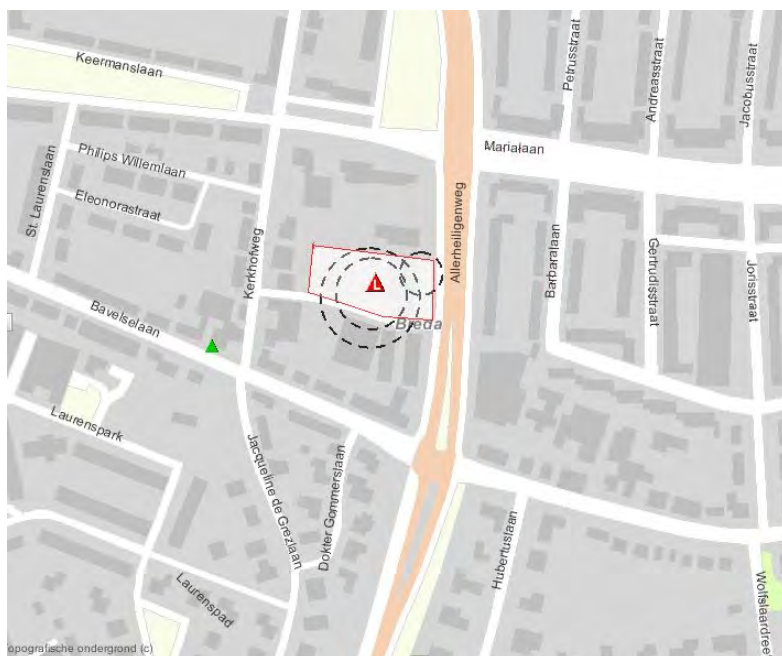 Keermanslaan
Petrusstraat
Andreasstraat
Jacobusstraat
Marialaan
Philips Willemlaan
Eleonorastraat
St. Laurenslaan
Kerkhofweg
Allerheiligenweg
Barbaralaan
Gertrudisstraat
Jorisstraat
L
Breda
Bavelselaan
Laurenspark
Jacqueline de Grezlaan
Dokter Gommerslaan
Hubertuslaan
Laurenspad
Wolfslaardree
opografische ondergrond (c)